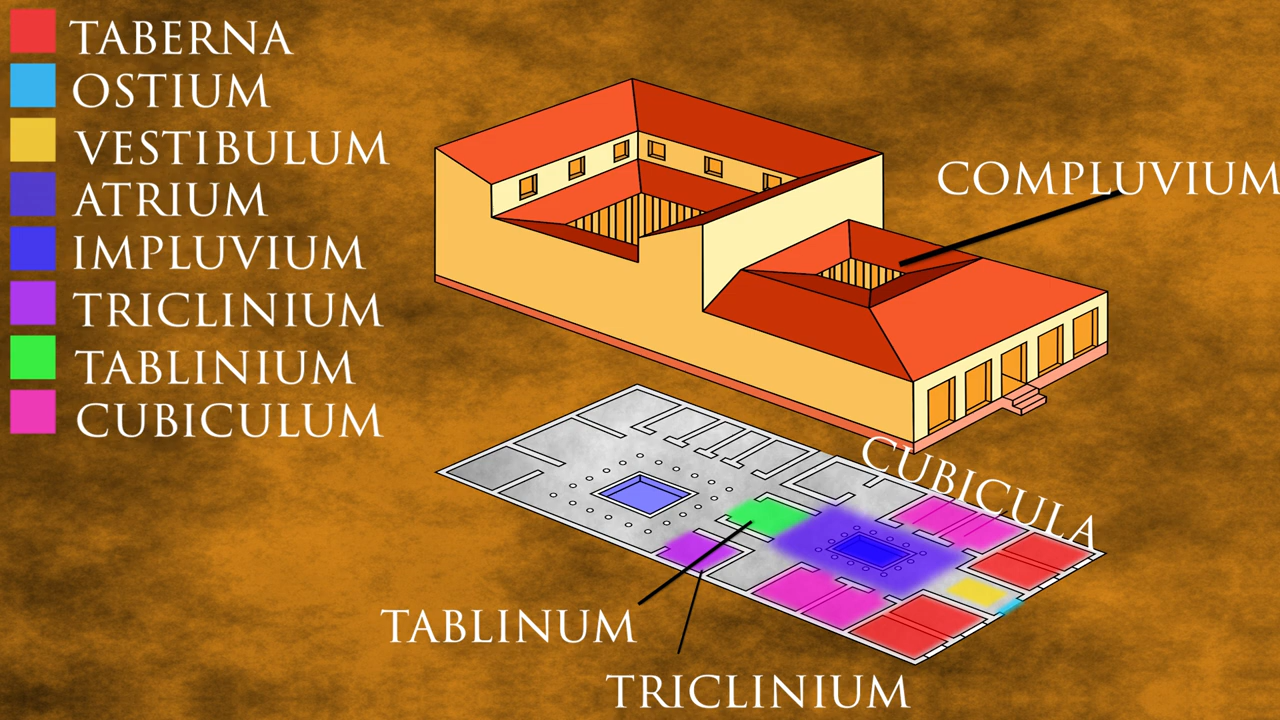 TABERNA
OSTIUM
VESTIBULUM
ATRIUM
IMPLUVIUM
TRICLINIUM
TABLINIUM
CUBICULUM
COMPLUVIUM
CUBICULA
TABLINUM
TRICLINIUM